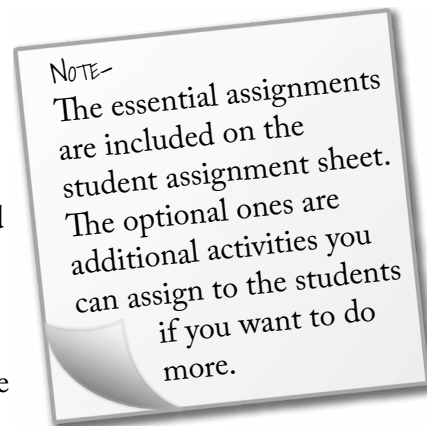 NOTE–
The essential assignments
are included on the
student assignment sheet.
The optional ones are
additional activities you
can assign to the students
if you want to do
more.